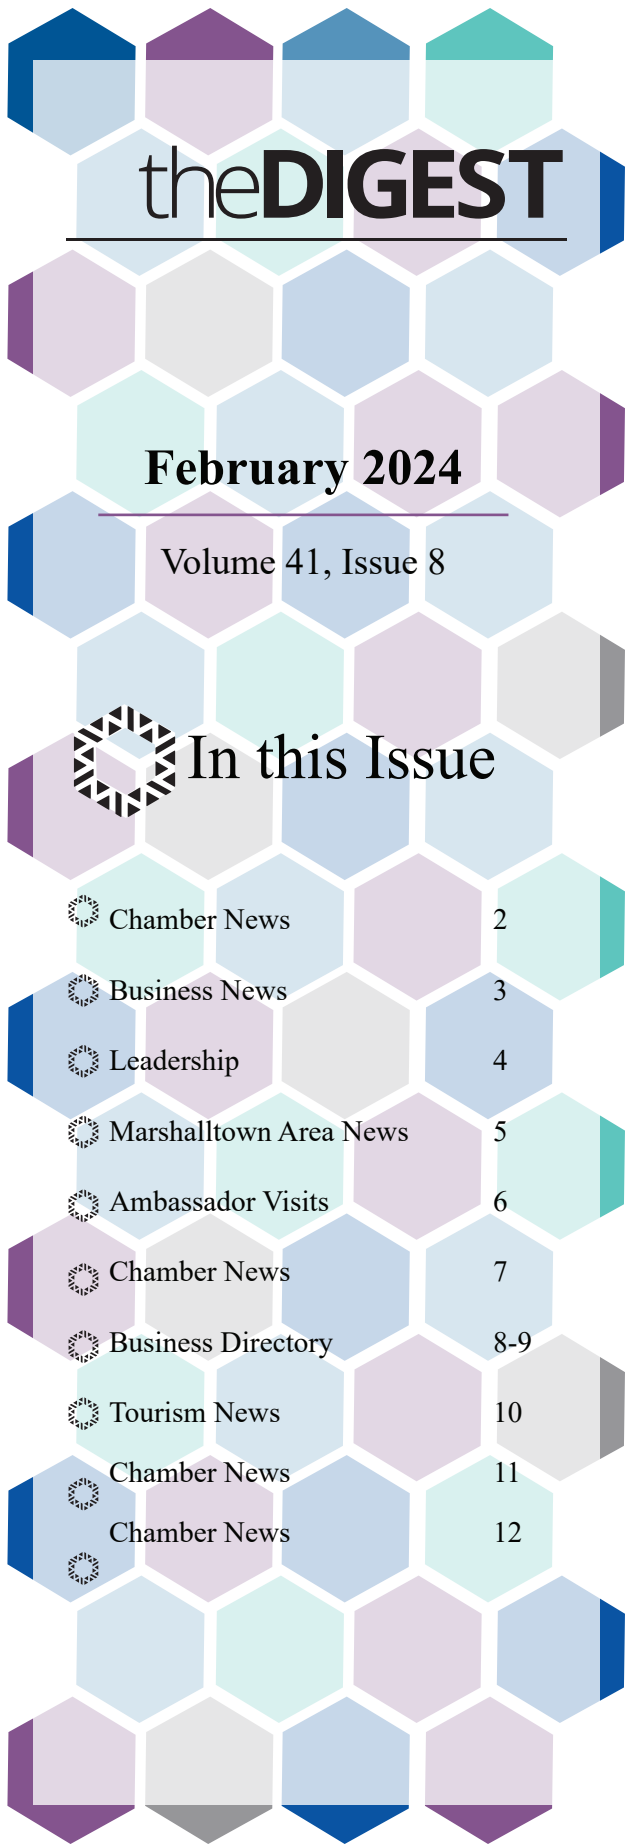 theDIGEST
February 2024
Volume 41, Issue 8
In this Issue
Chamber News 2
Business News 3
Leadership 4
Marshalltown Area News 5
Ambassador Visits 6
Chamber News 7
Business Directory 8-9
Tourism News 10
Chamber News 11
Chamber News 12